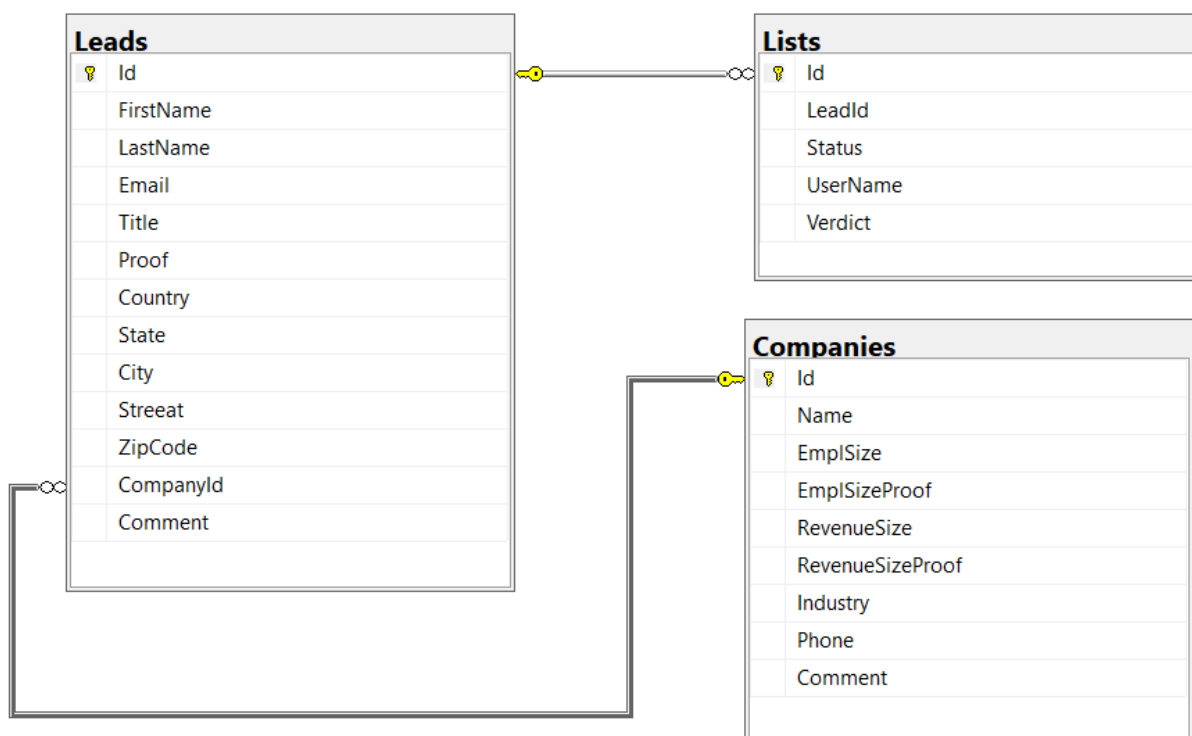 Leads
Id
FirstName
LastName
Email
Title
Proof
Country
State
City
Streeat
ZipCode
CompanyId
Comment
Lists
Id
LeadId
Status
UserName
Verdict
Companies
Id
Name
EmplSize
EmplSizeProof
RevenueSize
RevenueSizeProof
Industry
Phone
Comment